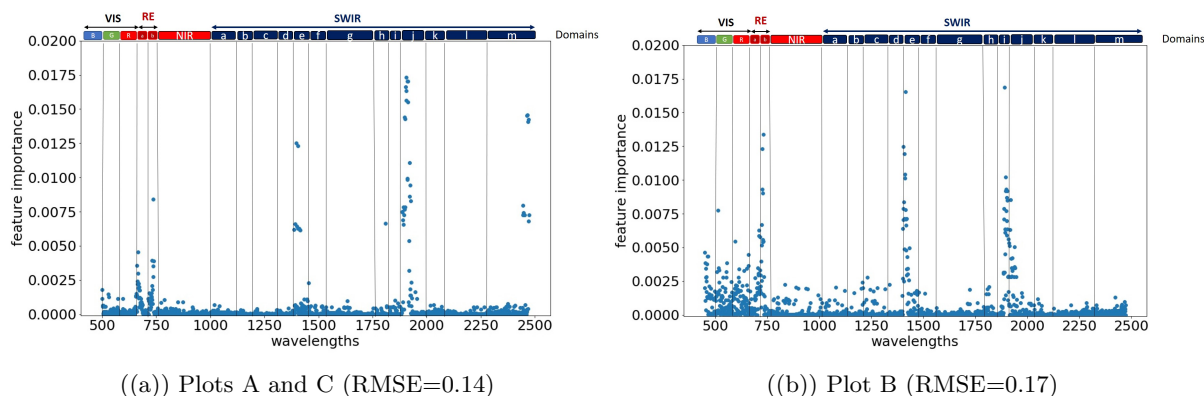 VIS RE SWIR
B G R a b NIR a b c d e f g h i j k l m Domains
0.0200
0.0175
0.0150
0.0125
0.0100
0.0075
0.0050
0.0025
0.0000
feature importance
500 750 1000 1250 1500 1750 2000 2250 2500
wavelengths
((a)) Plots A and C (RMSE=0.14)
VIS RE SWIR
B G R a b NIR a b c d e f g h i j k l m Domains
0.0200
0.0175
0.0150
0.0125
0.0100
0.0075
0.0050
0.0025
0.0000
feature importance
500 750 1000 1250 1500 1750 2000 2250 2500
wavelengths
((b)) Plot B (RMSE=0.17)